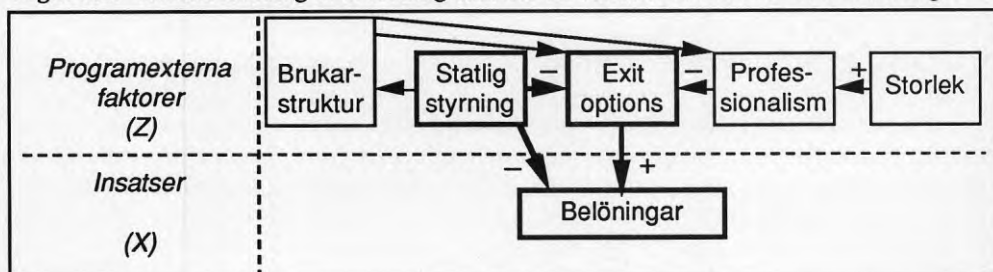 Programexterna
faktorer
(Z)
Brukar-
struktur
Statlig
styrning
–
Exit
options
–
Profes-
sionalism
+
Storlek
–
+
Insatser
(X)
Belöningar